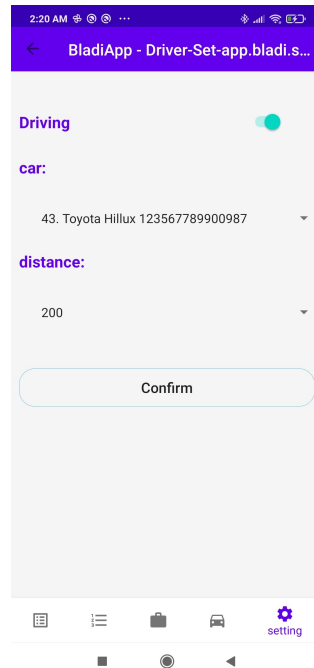 2:20 AM
BladiApp - Driver-Set-app.bladi.s...
Driving
car:
43. Toyota Hillux 123567789900987
distance:
200
Confirm
setting